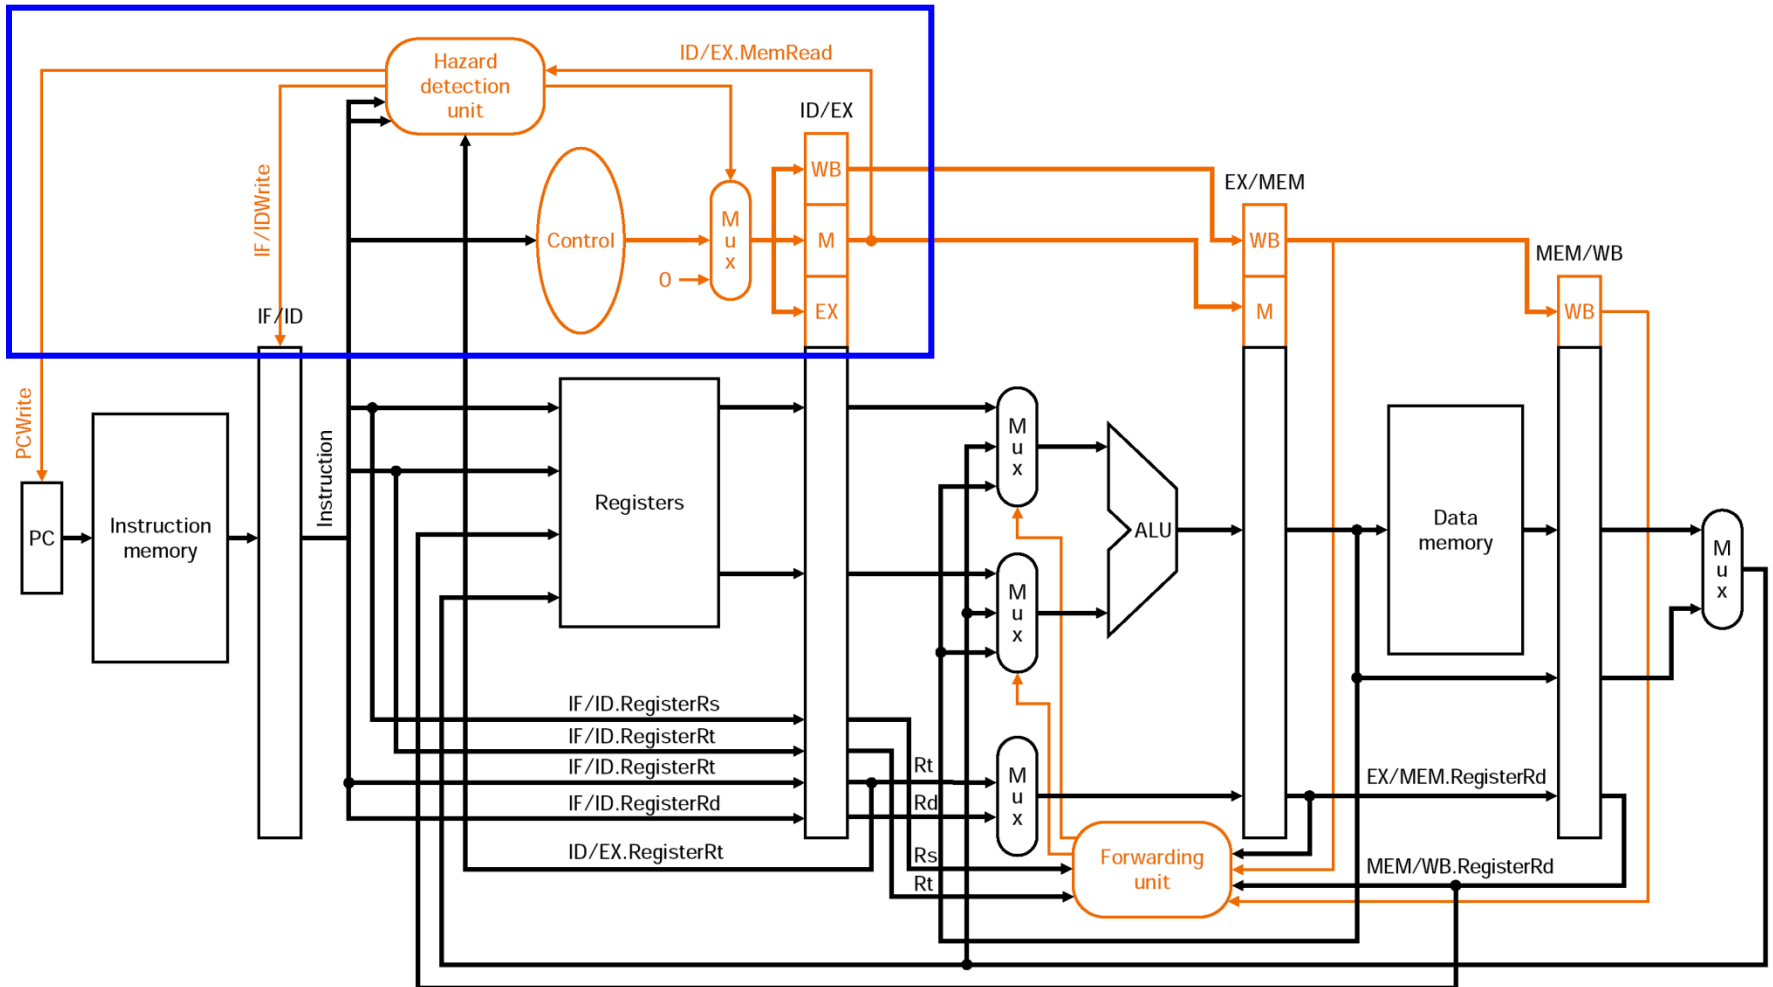 Hazard
detection
unit
ID/EX.MemRead
ID/EX
IF/IDWrite
WB
M
u
x
Control
M
0
EX
IF/ID
EX/MEM
WB
M
MEM/WB
WB
PCWrite
PC
Instruction
memory
Instruction
Registers
M
u
x
M
u
x
ALU
Data
memory
M
u
x
IF/ID.RegisterRs
IF/ID.RegisterRt
IF/ID.RegisterRt
IF/ID.RegisterRd
ID/EX.RegisterRt
Rt
Rd
M
u
x
Rs
Rt
Forwarding
unit
EX/MEM.RegisterRd
MEM/WB.RegisterRd